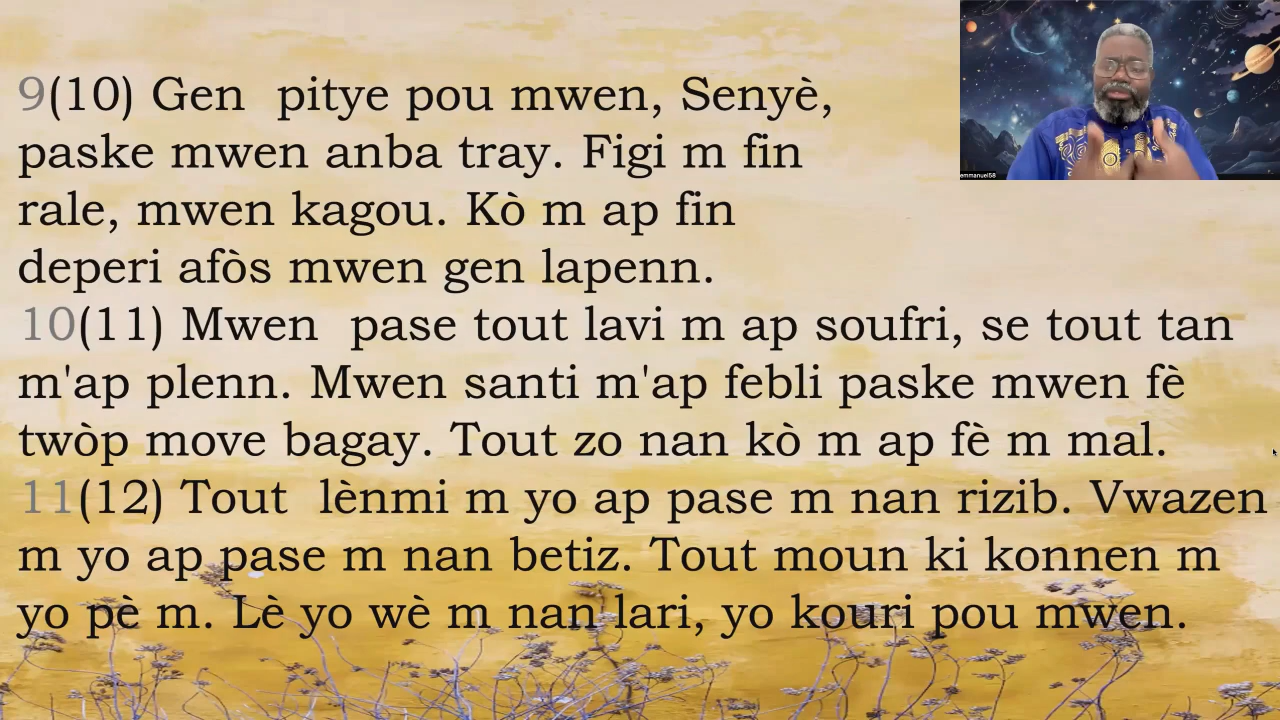 9(10) Gen  pitye pou mwen, Senyè,
paske mwen anba tray. Figi m fin
rale, mwen kagou. Kò m ap fin
deperi afòs mwen gen lapenn.
10(11) Mwen  pase tout lavi m ap soufri, se tout tan
m'ap plenn. Mwen santi m'ap febli paske mwen fè
twòp move bagay. Tout zo nan kò m ap fè m mal.
11(12) Tout  lènmi m yo ap pase m nan rizib. Vwazen
m yo ap pase m nan betiz. Tout moun ki konnen m
yo pè m. Lè yo wè m nan lari, yo kouri pou mwen.
emmanuel58